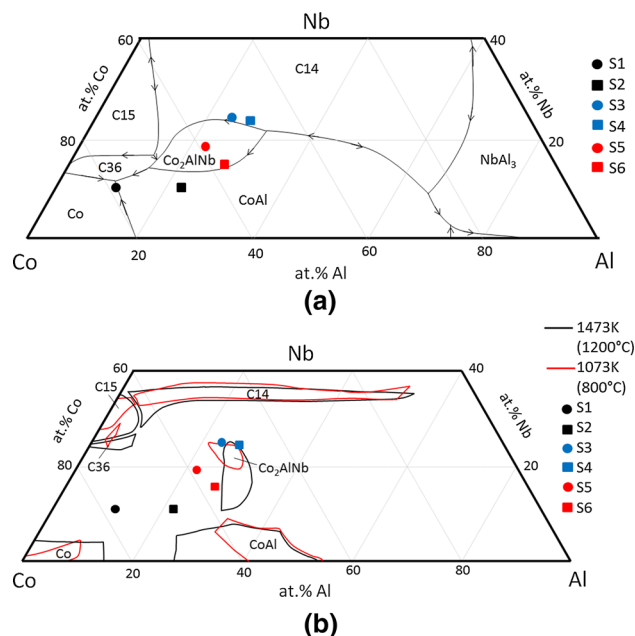 Nb
60
40
at.% Co
at.% Nb
C14
C15
80
20
Co₂AlNb
NbAl₃
C36
Co
CoAl
Co
20
40
60
80
Al
at.% Al
S1
S2
S3
S4
S5
S6
(a)
1473K
(1200°C)
1073K
(800°C)
Nb
60
40
C15
C14
at.% Co
at.% Nb
80
20
C36
Co₂AlNb
S1
S2
S3
S4
S5
S6
Co
CoAl
Co
20
40
60
80
Al
at.% Al
(b)